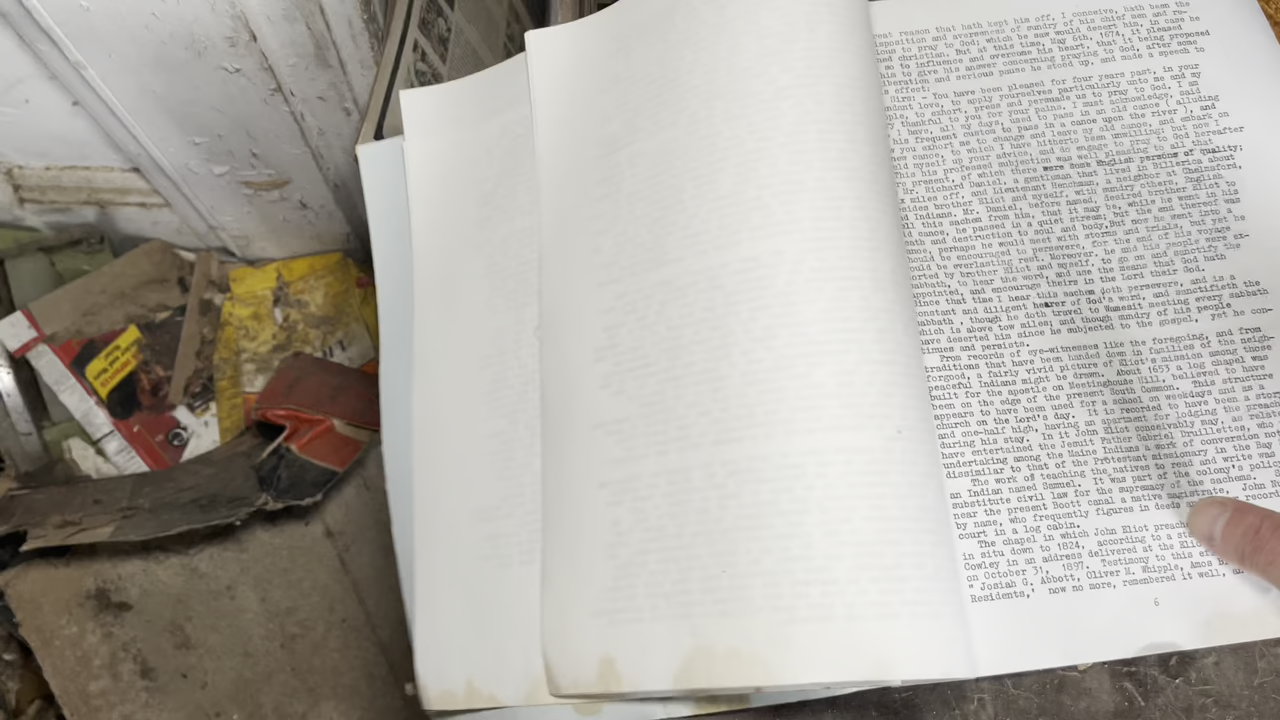 reat reason that hath kept him off, I conceive, hath been the
isposition and averseness of sundry of his chief men and re-
ious to pray to God; which he saw would desert him, in case he
ned christian. But at this time, May 6th, 1674, it pleased
so to influence and overcome his heart, that it being proposed
him to give his answer concerning praying to God, after some
iberation and serious pause he stood up, and made a speech to
s effect:
Sirs: - You have been pleased for four years past, in your
ndant love, to apply yourselves particularly unto me and my
ple, to exhort, press and persuade us to pray to God. I am
y thankful to you for your pains. I must acknowledge, said
I have, all my days, used to pass in an old canoe ( alluding
his frequent custom to pass in a canoe upon the river ), and
you exhort me to change and leave my old canoe, and embark on
new canoe, to which I have hitherto been unwilling: but now I
ld myself up your advice, and do engage to pray to God hereafter
his his professed subjection was well pleasing to all that
re present, of which there were some English persons of quality;
Mr. Richard Daniel, a gentleman that lived in Billerica about
x miles off, and Lieutenant Henchman, a neighbor at Chelmsford,
esides brother Eliot and myself, with sundry others, English
nd Indians. Mr. Daniel, before named, desired brother Eliot to
ell this sachem from him, that it may be, while he went in his
ld canoe, he passed in a quiet stream; but the end thereof was
eath and destruction to soul and body, But now he went into a
anoe, perhaps he would meet with storms and trials, but yet he
hould be encouraged to persevere, for the end of his voyage
ould be everlasting rest. Moreover, he and his people were ex-
orted by brother Eliot and myself, to go on and sanctify the
abbath, to hear the word, and use the means that God hath
appointed, and encourage theirs in the Lord their God.
ince that time I hear this sachem doth persevere, and is a
onstant and diligent hearer of God's word, and sanctifieth the
abbath , though he doth travel to Wamesit meeting every sabbath
hich is above tow miles; and though sundry of his people
ave deserted him since he subjected to the gospel, yet he con-
tinues and persists.
From records of eye-witnesses like the foregoing, and from
traditions that have been handed down in families of the neigh-
forgood, a fairly vivid picture of Eliot's mission among those
peaceful Indians might be drawn. About 1653 a log chapel was
built for the apostle on Meetinghouse Hill, believed to have
been on the edge of the present South Common. This structure
appears to have been used for a school on weekdays and as a
church on the lord's day. It is recorded to have been a stor
and one-half high, having an apartment for lodging the preach
during his stay. In it John Eliot conceivably may, as relat
have entertained the Jesuit Father Gabriel Druillettes, who
undertaking among the Maine Indians a work of conversion no
dissimilar to that of the Protestant missionary in the Bay
The work of teaching the natives to read and write was
an Indian named Samuel. It was part of the colony's polic
substitute civil law for the supremacy of the sachems. S
near the present Boott canal a native magistrate, John N
by name, who frequently figures in deeds an record
court in a log cabin.
The chapel in which John Eliot preach
in situ down to 1824, according to a st
Cowley in an address delivered at the Elio
on October 31, 1897. Testimony to this ef
" Josiah G. Abbott, Oliver M. Whipple, Amos B
Residents,' now no more, remembered it well,
6